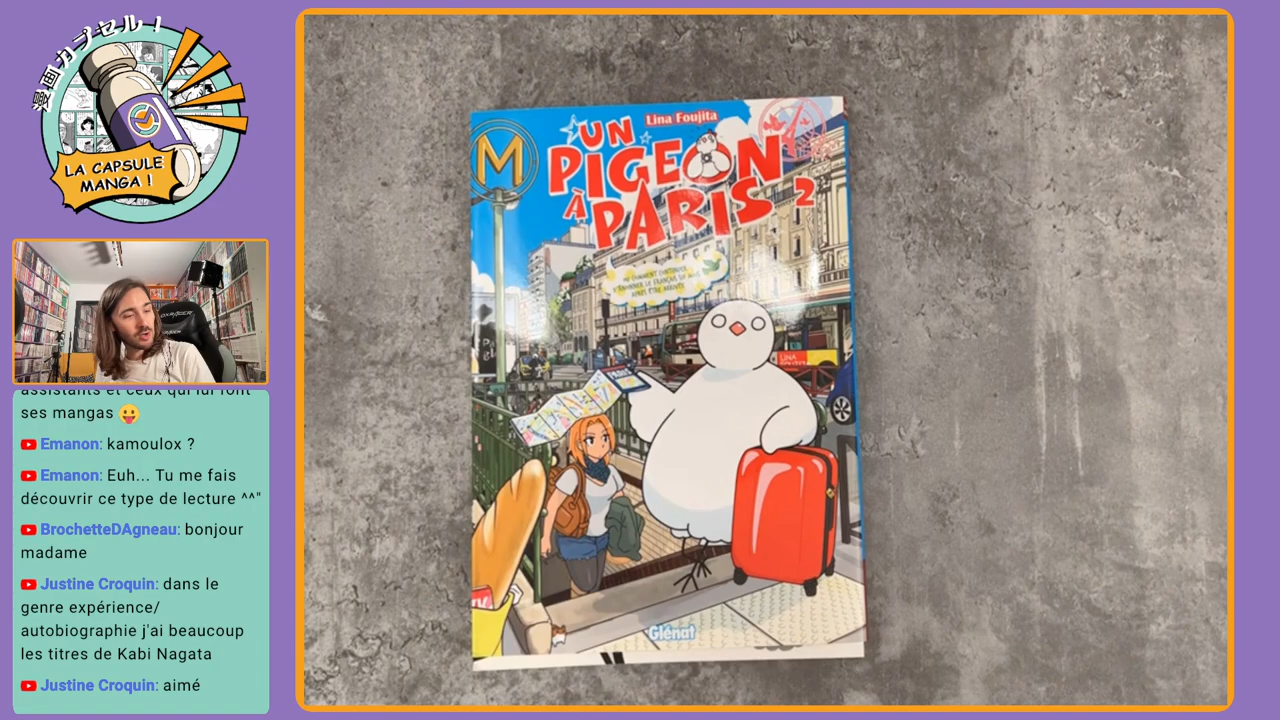 漫画カプセル！
LA CAPSULE
MANGA !
assistants et ceux qui lui font
ses mangas 😛
Emanon: kamoulox ?
Emanon: Euh... Tu me fais
découvrir ce type de lecture ^^"
BrochetteDAgneau: bonjour
madame
Justine Croquin: dans le
genre expérience/
autobiographie j'ai beaucoup
les titres de Kabi Nagata
Justine Croquin: aimé
Lina Foujita
M
UN
PIGEON
À PARIS 2
PARIS
LINA
Glénat